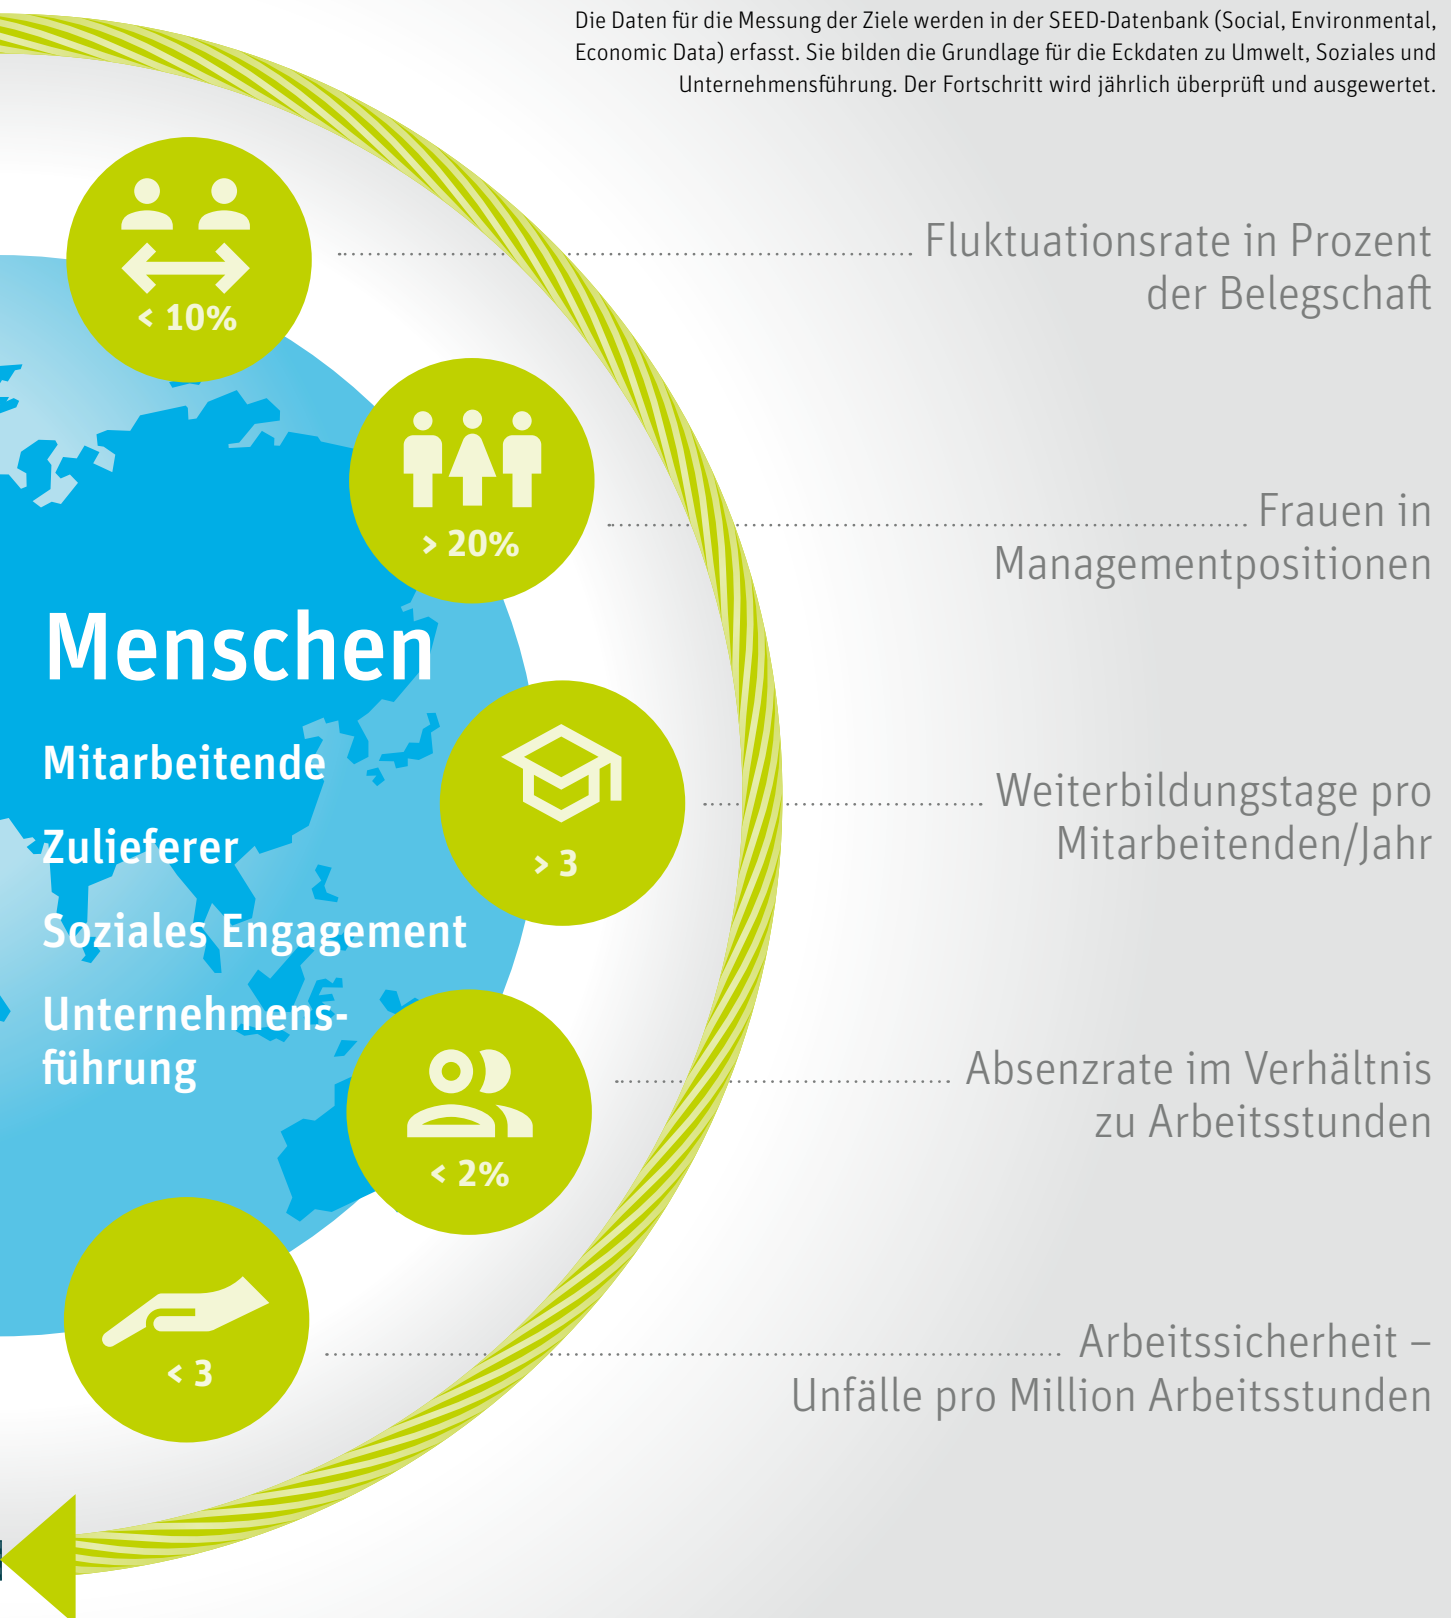 Die Daten für die Messung der Ziele werden in der SEED-Datenbank (Social, Environmental,
Economic Data) erfasst. Sie bilden die Grundlage für die Eckdaten zu Umwelt, Soziales und
Unternehmensführung. Der Fortschritt wird jährlich überprüft und ausgewertet.
< 10%
Fluktuationsrate in Prozent
der Belegschaft
> 20%
Frauen in
Managementpositionen
Menschen
Mitarbeitende
Zulieferer
Soziales Engagement
Unternehmens-
führung
> 3
Weiterbildungstage pro
Mitarbeitenden/Jahr
< 2%
Absenzrate im Verhältnis
zu Arbeitsstunden
< 3
Arbeitssicherheit –
Unfälle pro Million Arbeitsstunden